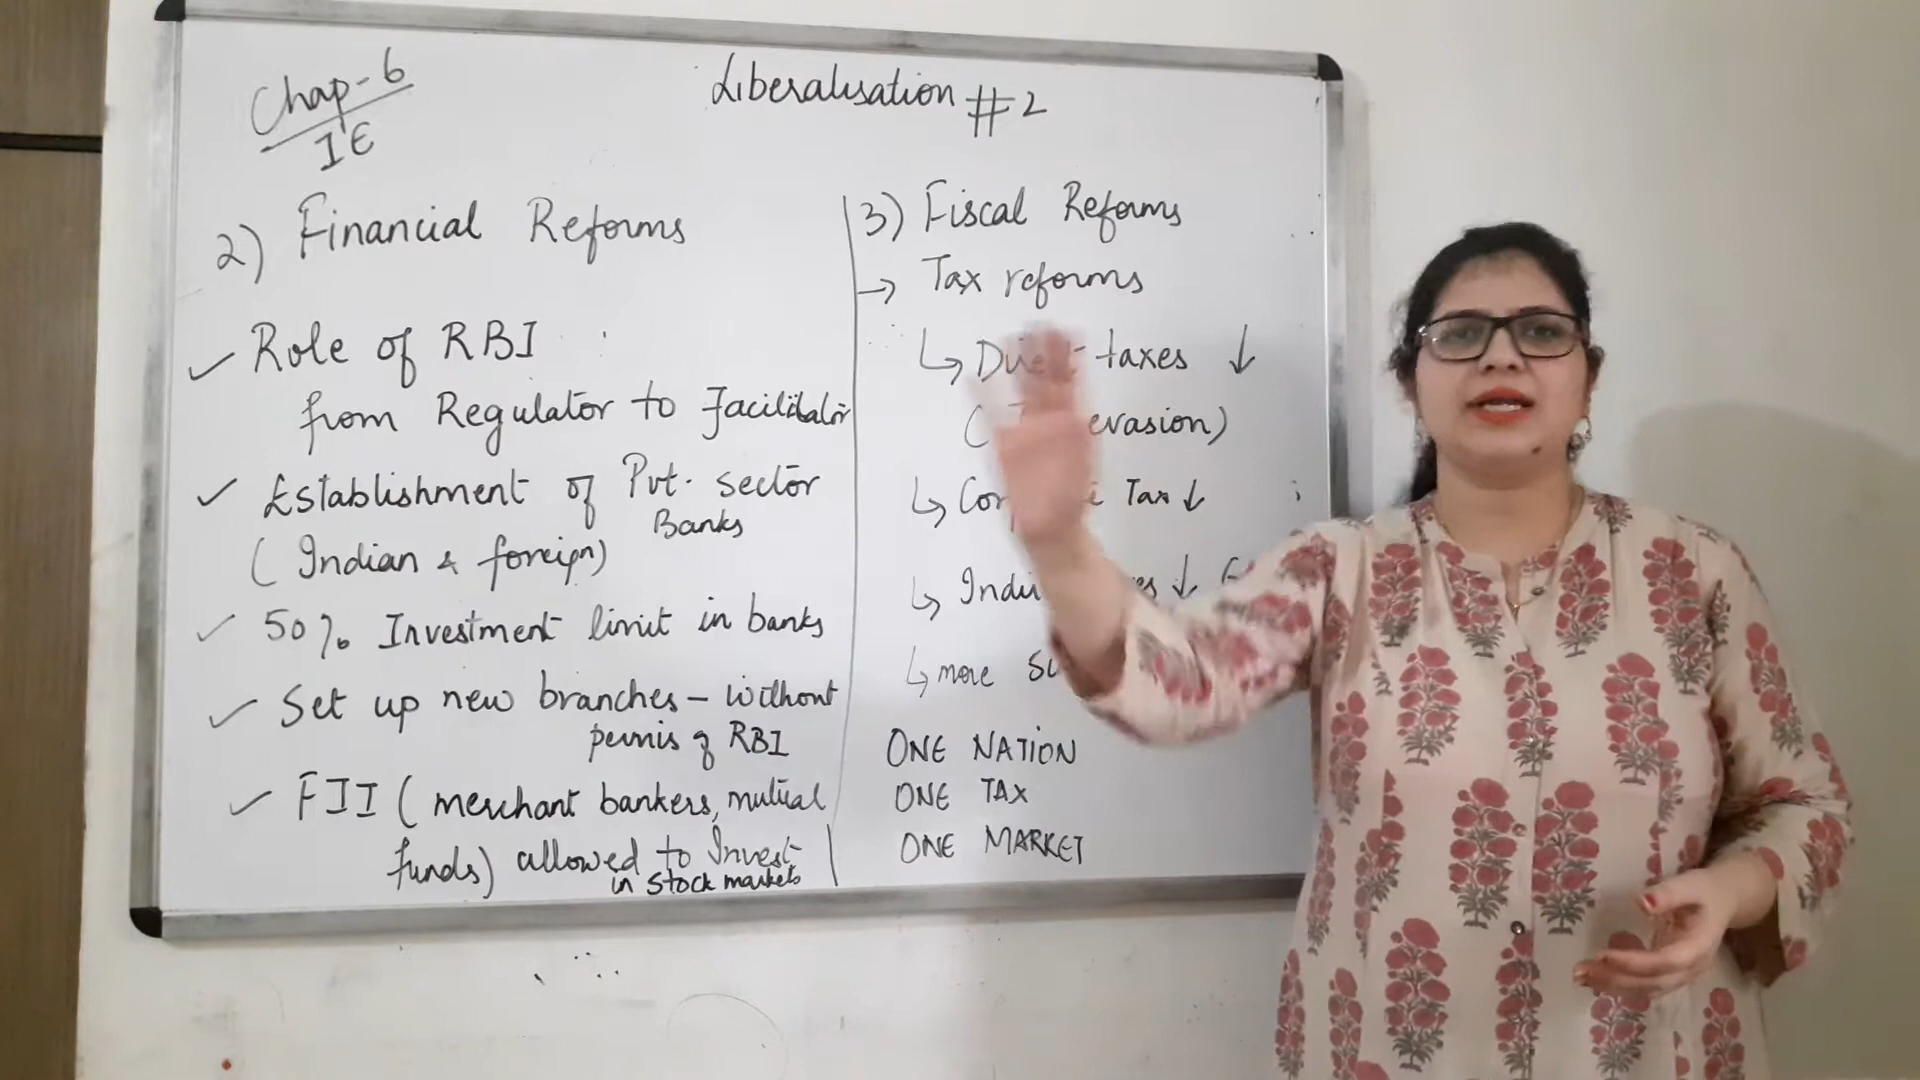 Chap-6
IE
Liberalisation #2
2) Financial Reforms
✓ Role of RBI
from Regulator to Facilitator
✓ Establishment of Pvt. sector
Banks
(Indian & foreign)
✓ 50% Investment limit in banks
✓ Set up new branches – without
permis of RBI
✓ FII (merchant bankers, mutual
funds) allowed to Invest
in stock markets
3) Fiscal Reforms
→ Tax reforms
↳ Direct taxes ↓
evasion)
↳ Tax ↓
↳ ↓
↳ more
ONE NATION
ONE TAX
ONE MARKET